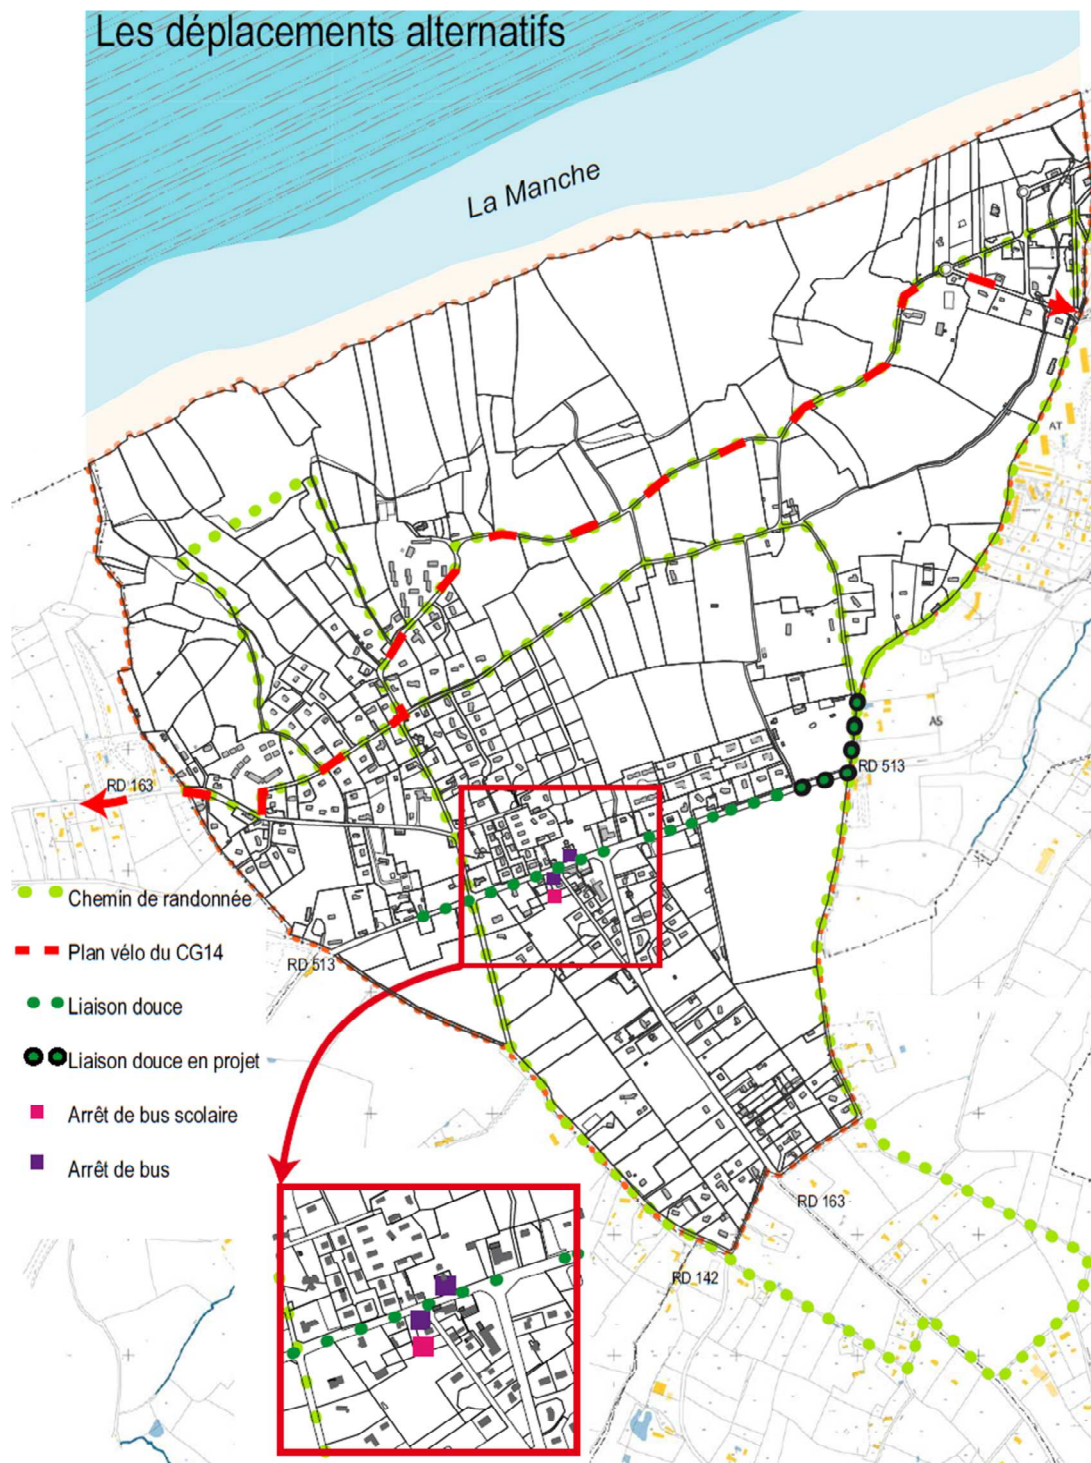 Les déplacements alternatifs
La Manche
AT
AS
RD 513
RD 163
Chemin de randonnée
Plan vélo du CG14
RD 513
Liaison douce
Liaison douce en projet
Arrêt de bus scolaire
Arrêt de bus
RD 163
RD 142